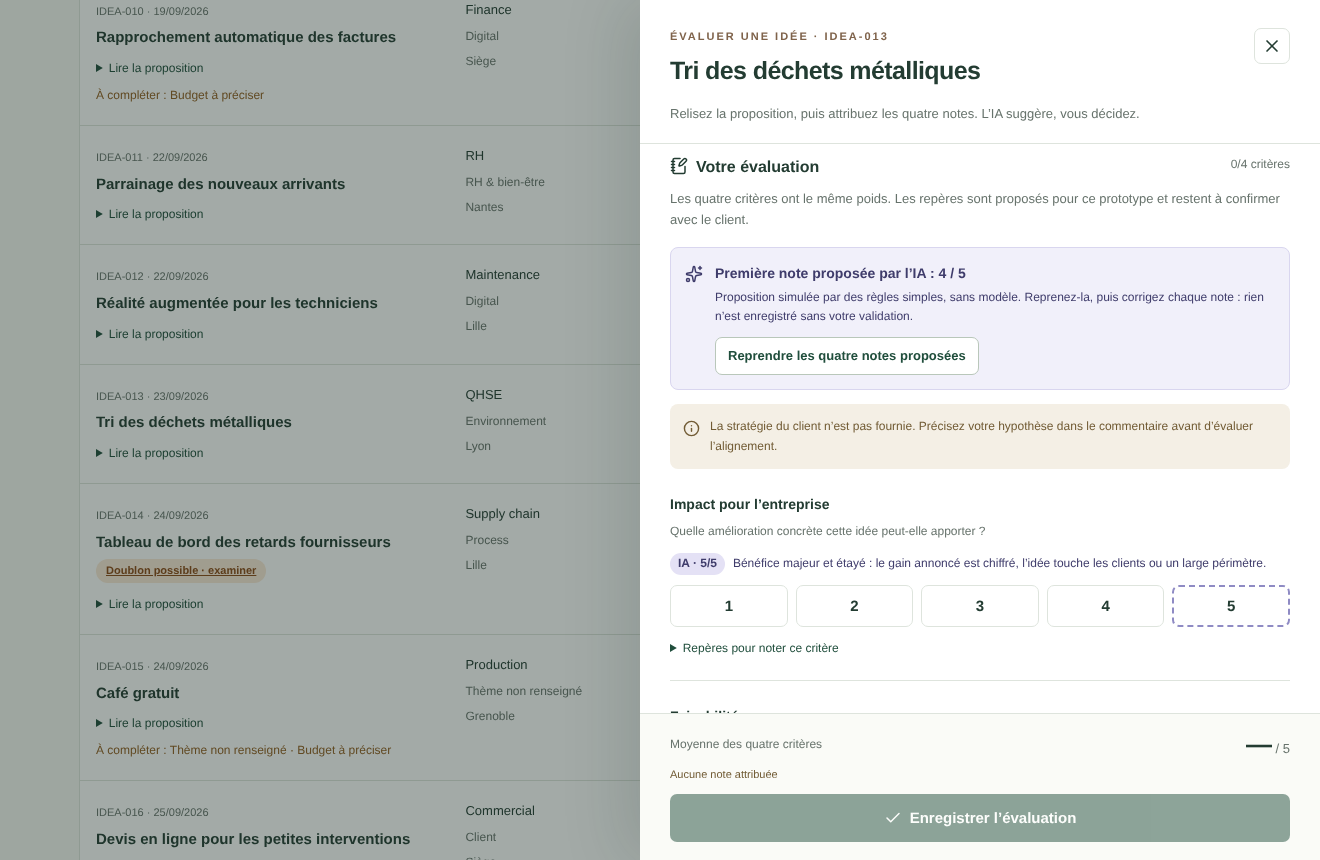 IDEA-010 · 19/09/2026
Rapprochement automatique des factures
Lire la proposition
À compléter : Budget à préciser
Finance
Digital
Siège
IDEA-011 · 22/09/2026
Parrainage des nouveaux arrivants
Lire la proposition
RH
RH & bien-être
Nantes
IDEA-012 · 22/09/2026
Réalité augmentée pour les techniciens
Lire la proposition
Maintenance
Digital
Lille
IDEA-013 · 23/09/2026
Tri des déchets métalliques
Lire la proposition
QHSE
Environnement
Lyon
IDEA-014 · 24/09/2026
Tableau de bord des retards fournisseurs
Doublon possible · examiner
Lire la proposition
Supply chain
Process
Lille
IDEA-015 · 24/09/2026
Café gratuit
Lire la proposition
À compléter : Thème non renseigné · Budget à préciser
Production
Thème non renseigné
Grenoble
IDEA-016 · 25/09/2026
Devis en ligne pour les petites interventions
Commercial
Client
ÉVALUER UNE IDÉE · IDEA-013
Tri des déchets métalliques
Relisez la proposition, puis attribuez les quatre notes. L’IA suggère, vous décidez.
Votre évaluation
0/4 critères
Les quatre critères ont le même poids. Les repères sont proposés pour ce prototype et restent à confirmer
avec le client.
Première note proposée par l’IA : 4 / 5
Proposition simulée par des règles simples, sans modèle. Reprenez-la, puis corrigez chaque note : rien
n’est enregistré sans votre validation.
Reprendre les quatre notes proposées
La stratégie du client n’est pas fournie. Précisez votre hypothèse dans le commentaire avant d’évaluer
l’alignement.
Impact pour l’entreprise
Quelle amélioration concrète cette idée peut-elle apporter ?
IA · 5/5 Bénéfice majeur et étayé : le gain annoncé est chiffré, l’idée touche les clients ou un large périmètre.
1 2 3 4 5
Repères pour noter ce critère
Moyenne des quatre critères
— / 5
Aucune note attribuée
Enregistrer l’évaluation